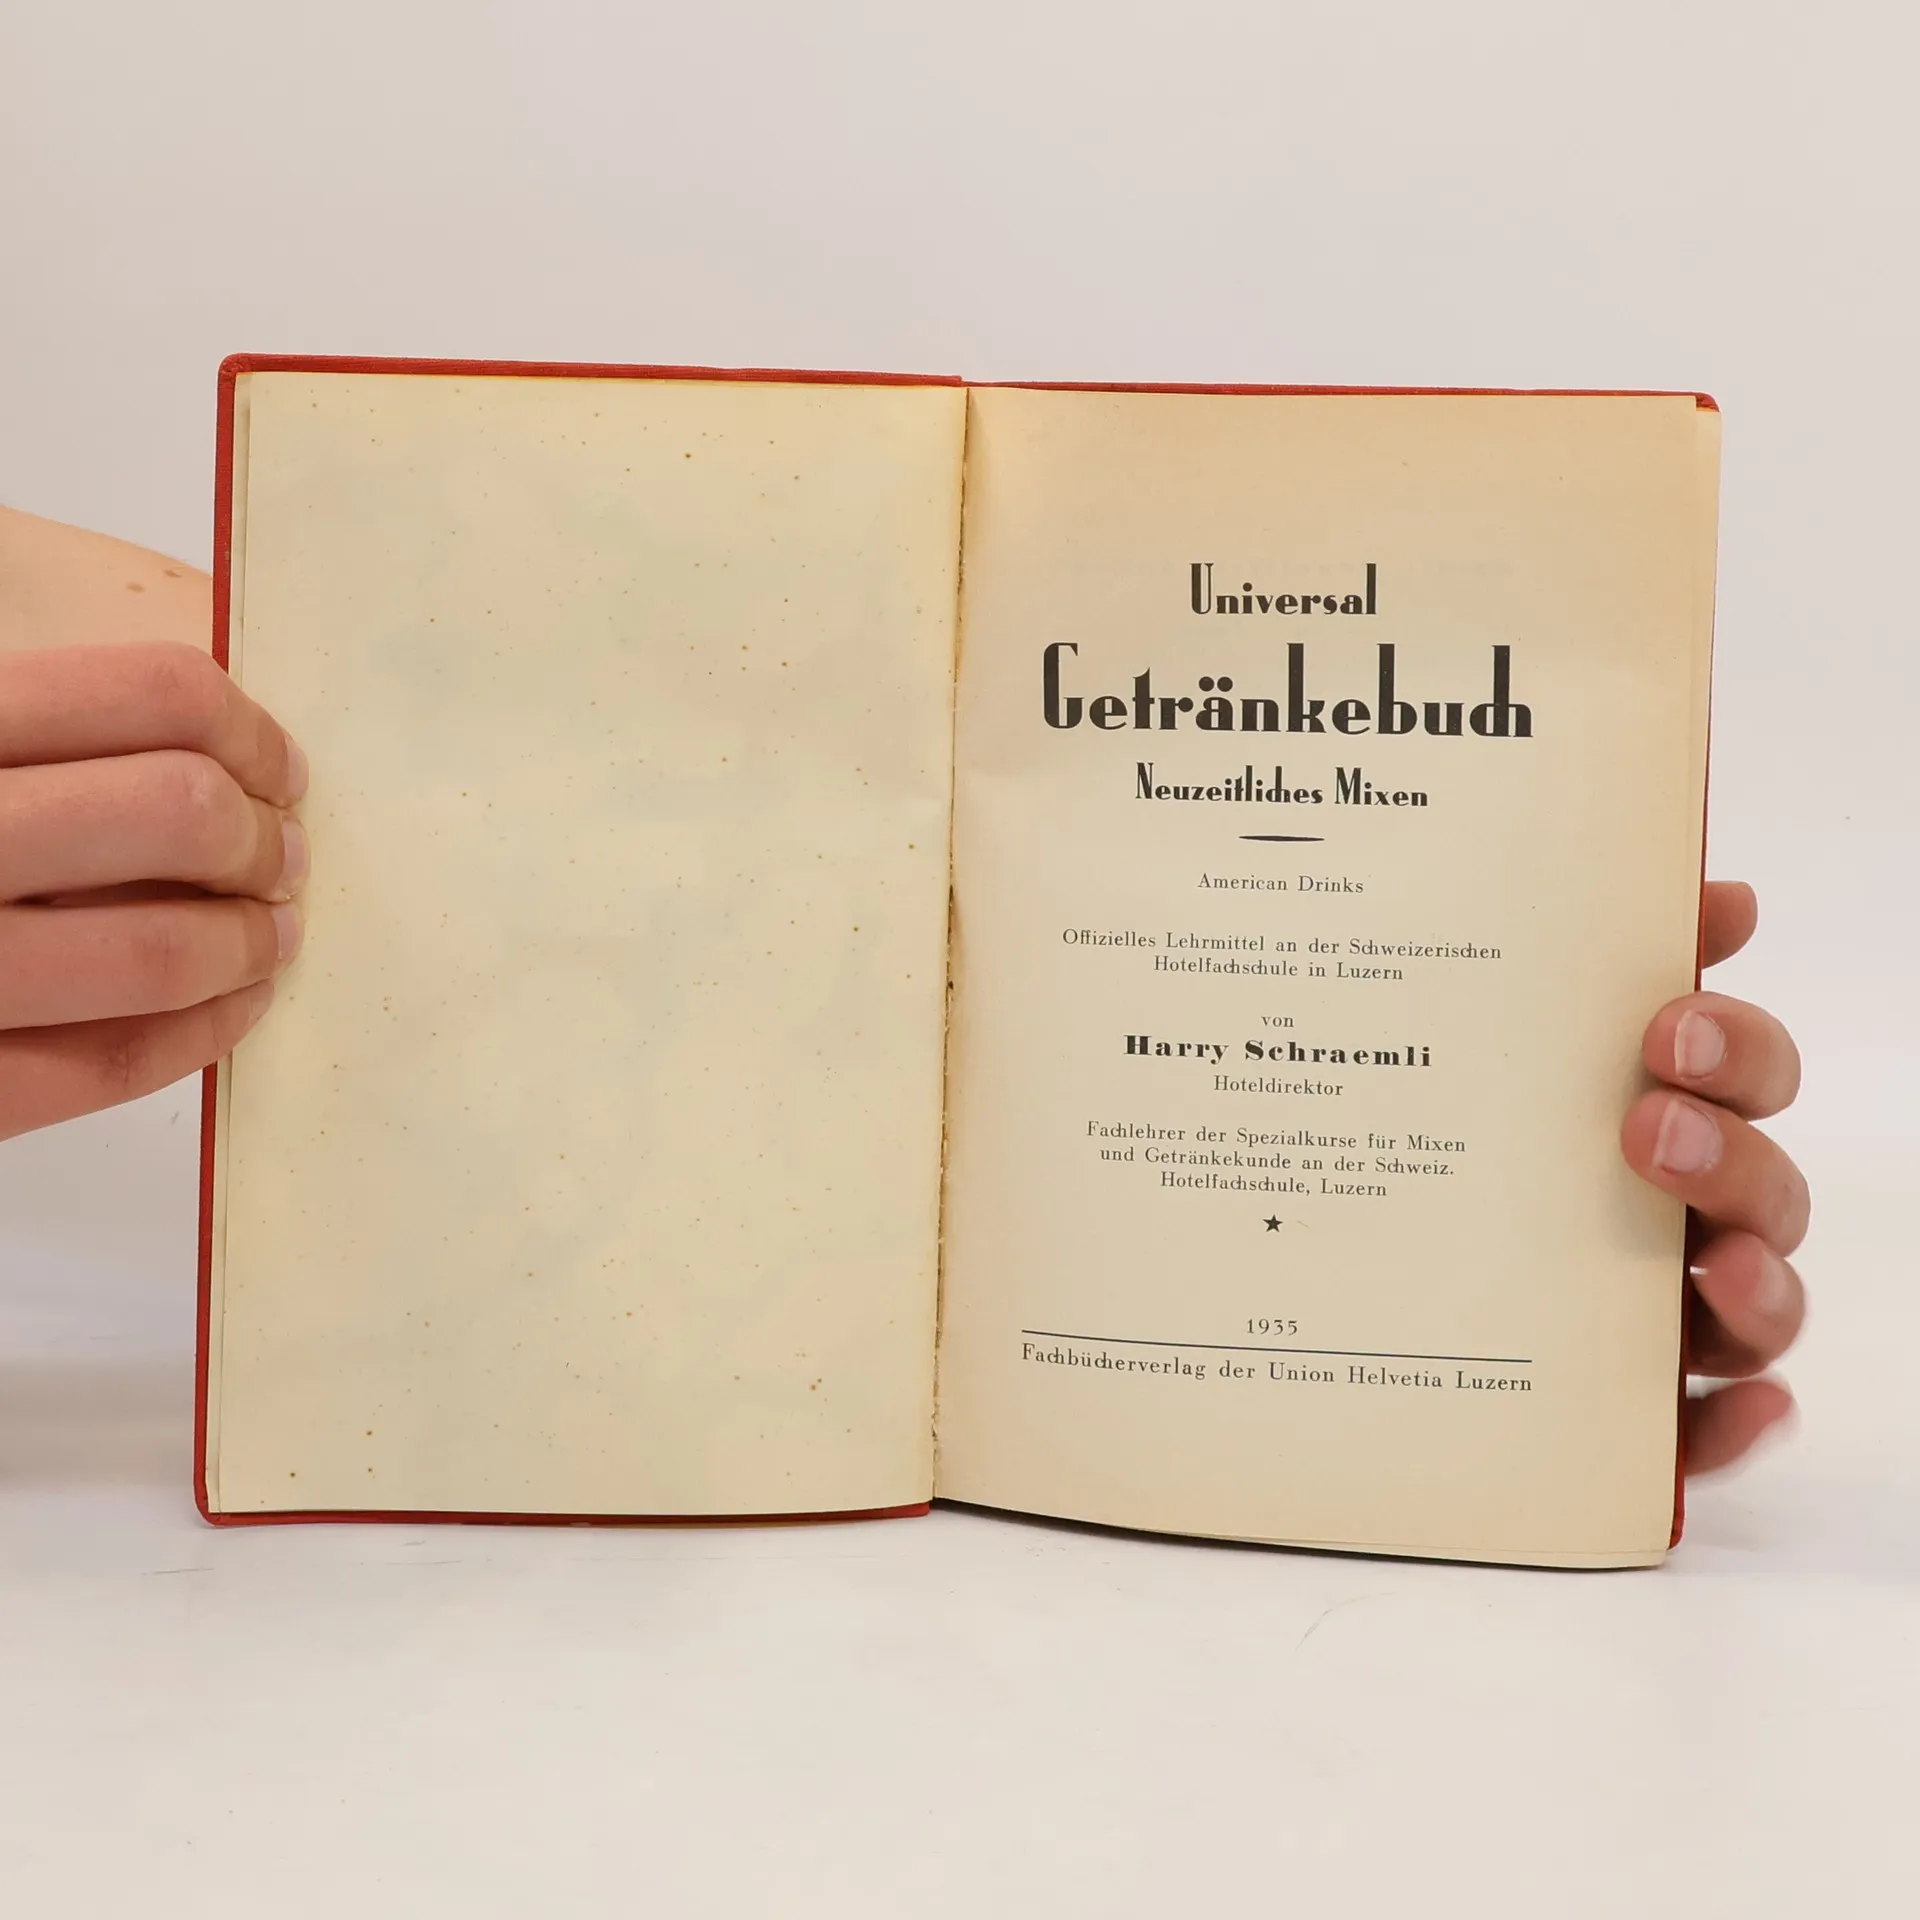 Universal
Getränkebuch
Neuzeitliches Mixen
American Drinks
Offizielles Lehrmittel an der Schweizerischen
Hotelfachschule in Luzern
von
Harry Schraemli
Hoteldirektor
Fachlehrer der Spezialkurse für Mixen
und Getränkekunde an der Schweiz.
Hotelfachschule, Luzern
1935
Fachbücherverlag der Union Helvetia Luzern